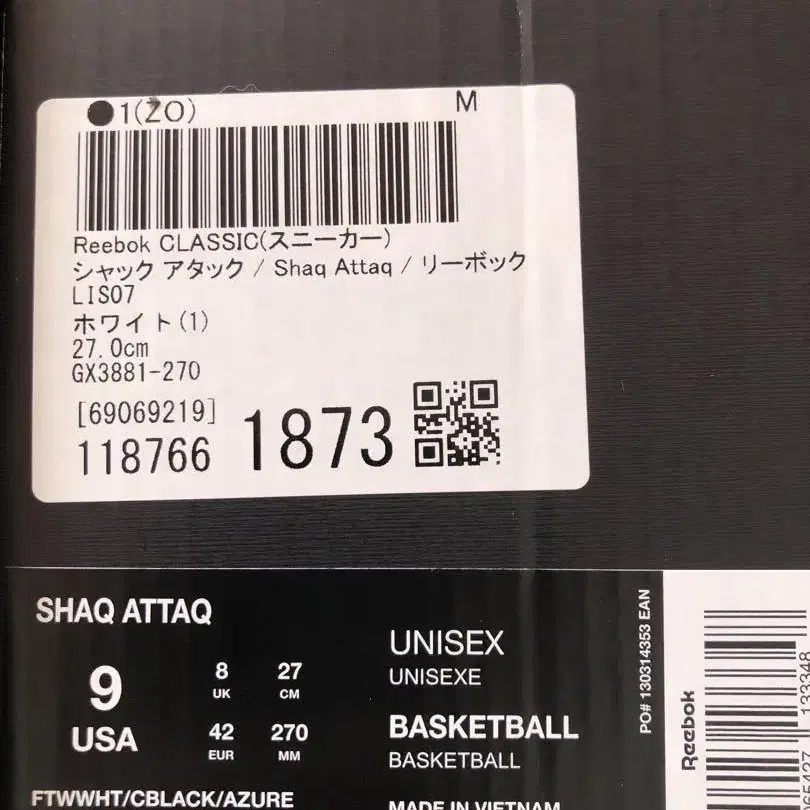 ●1(ZO) M
Reebok CLASSIC(スニーカー)
シャック アタック / Shaq Attaq / リーボック
LIS07
ホワイト(1)
27.0cm
GX3881-270
[69069219]
118766 1873
SHAQ ATTAQ
9
USA
8
UK
27
CM
42
EUR
270
MM
UNISEX
UNISEXE
BASKETBALL
BASKETBALL
FTWWHT/CBLACK/AZURE
MADE IN VIETNAM
PO# 130314353 EAN
Reebok